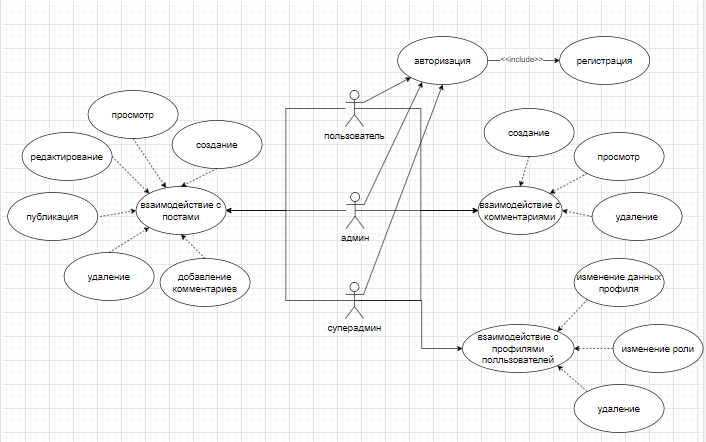 авторизация
<<include>>
регистрация
просмотр
создание
редактирование
публикация
удаление
добавление
комментариев
взаимодействие с
постами
пользователь
админ
суперадмин
создание
просмотр
удаление
взаимодействие с
комментариями
изменение данных
профиля
изменение роли
удаление
взаимодействие с
профилями
полльзователей